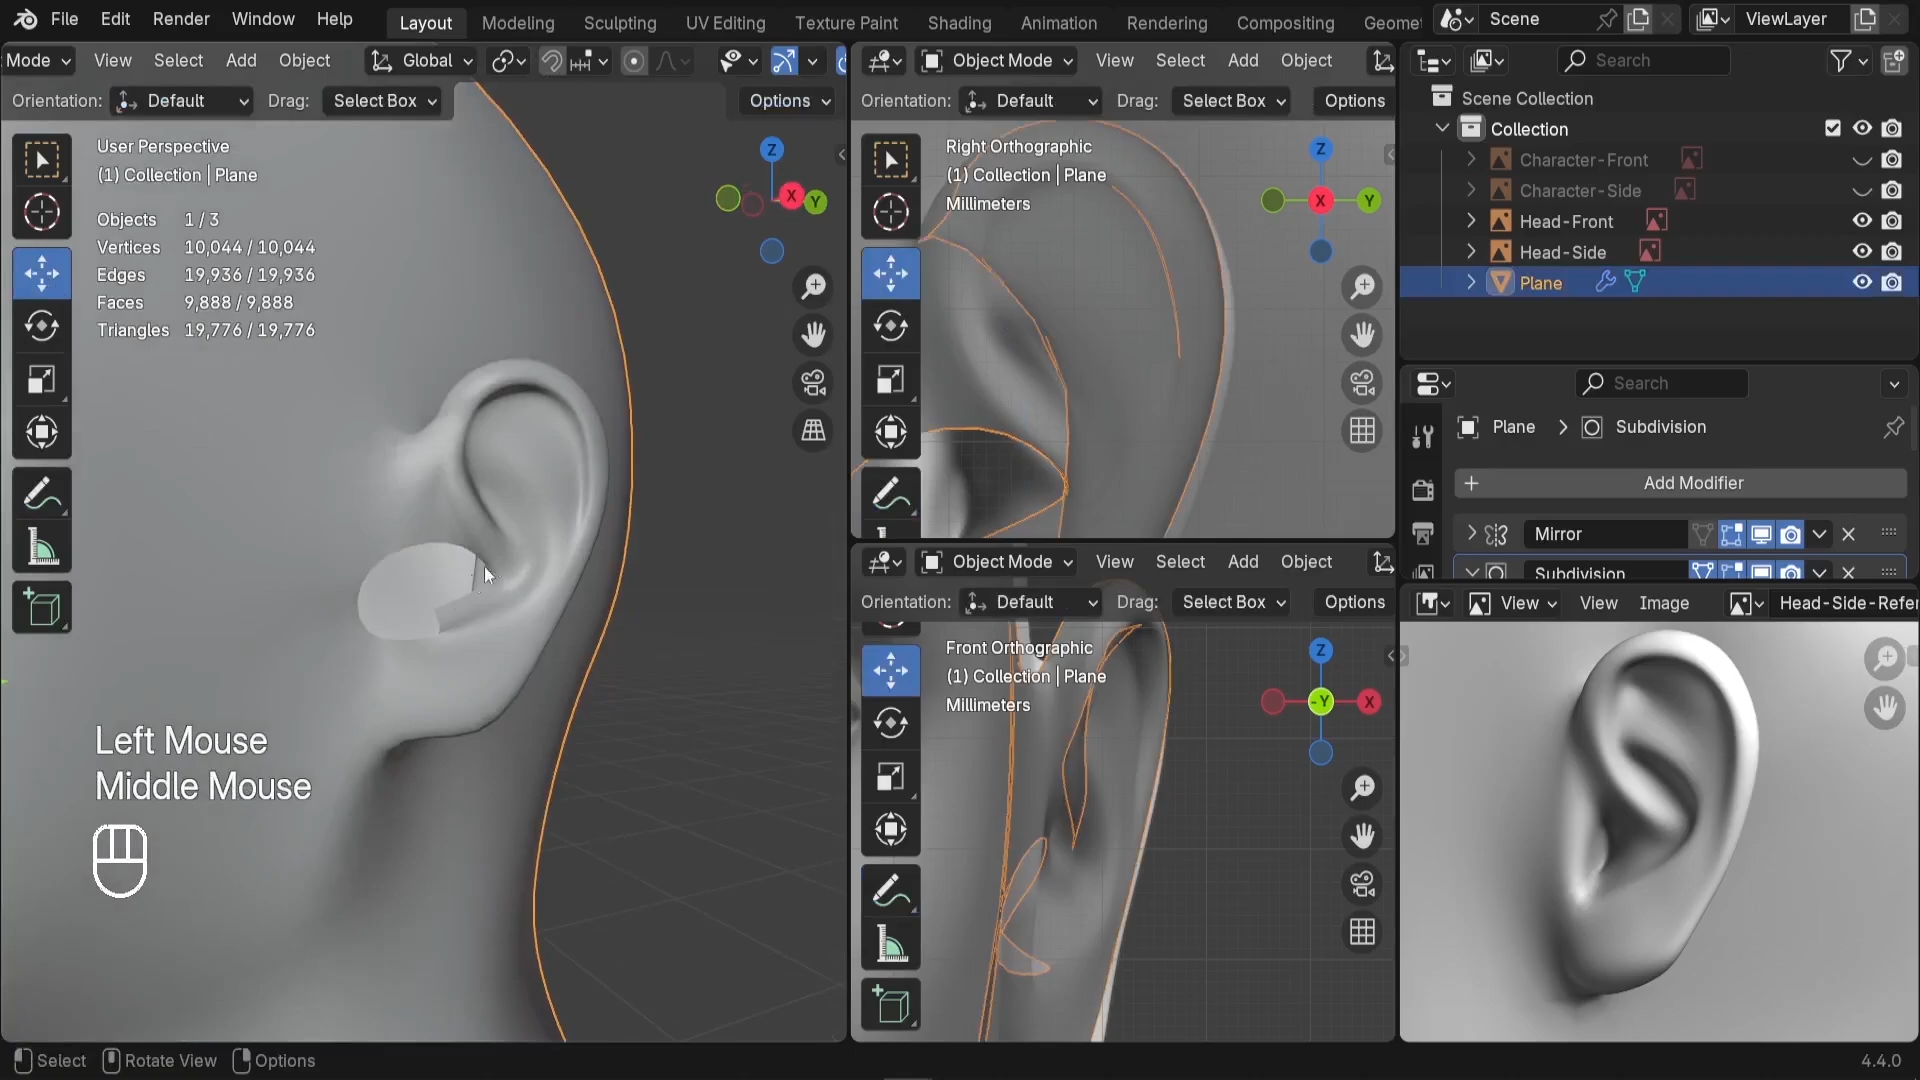 File Edit Render Window Help Layout Modeling Sculpting UV Editing Texture Paint Shading Animation Rendering Compositing Geomet Scene ViewLayer
Mode View Select Add Object Global
Orientation: Default Drag: Select Box Options
User Perspective
(1) Collection | Plane
Objects 1 / 3
Vertices 10,044 / 10,044
Edges 19,936 / 19,936
Faces 9,888 / 9,888
Triangles 19,776 / 19,776
Z
X
Y
Left Mouse
Middle Mouse
Object Mode View Select Add Object
Orientation: Default Drag: Select Box Options
Right Orthographic
(1) Collection | Plane
Millimeters
Z
X
Y
Object Mode View Select Add Object
Orientation: Default Drag: Select Box Options
Front Orthographic
(1) Collection | Plane
Millimeters
Z
-Y
X
Search
Scene Collection
Collection
Character-Front
Character-Side
Head-Front
Head-Side
Plane
Search
Plane > Subdivision
+ Add Modifier
Mirror
Subdivision
View View Image Head-Side-Refer
Select Rotate View Options 4.4.0